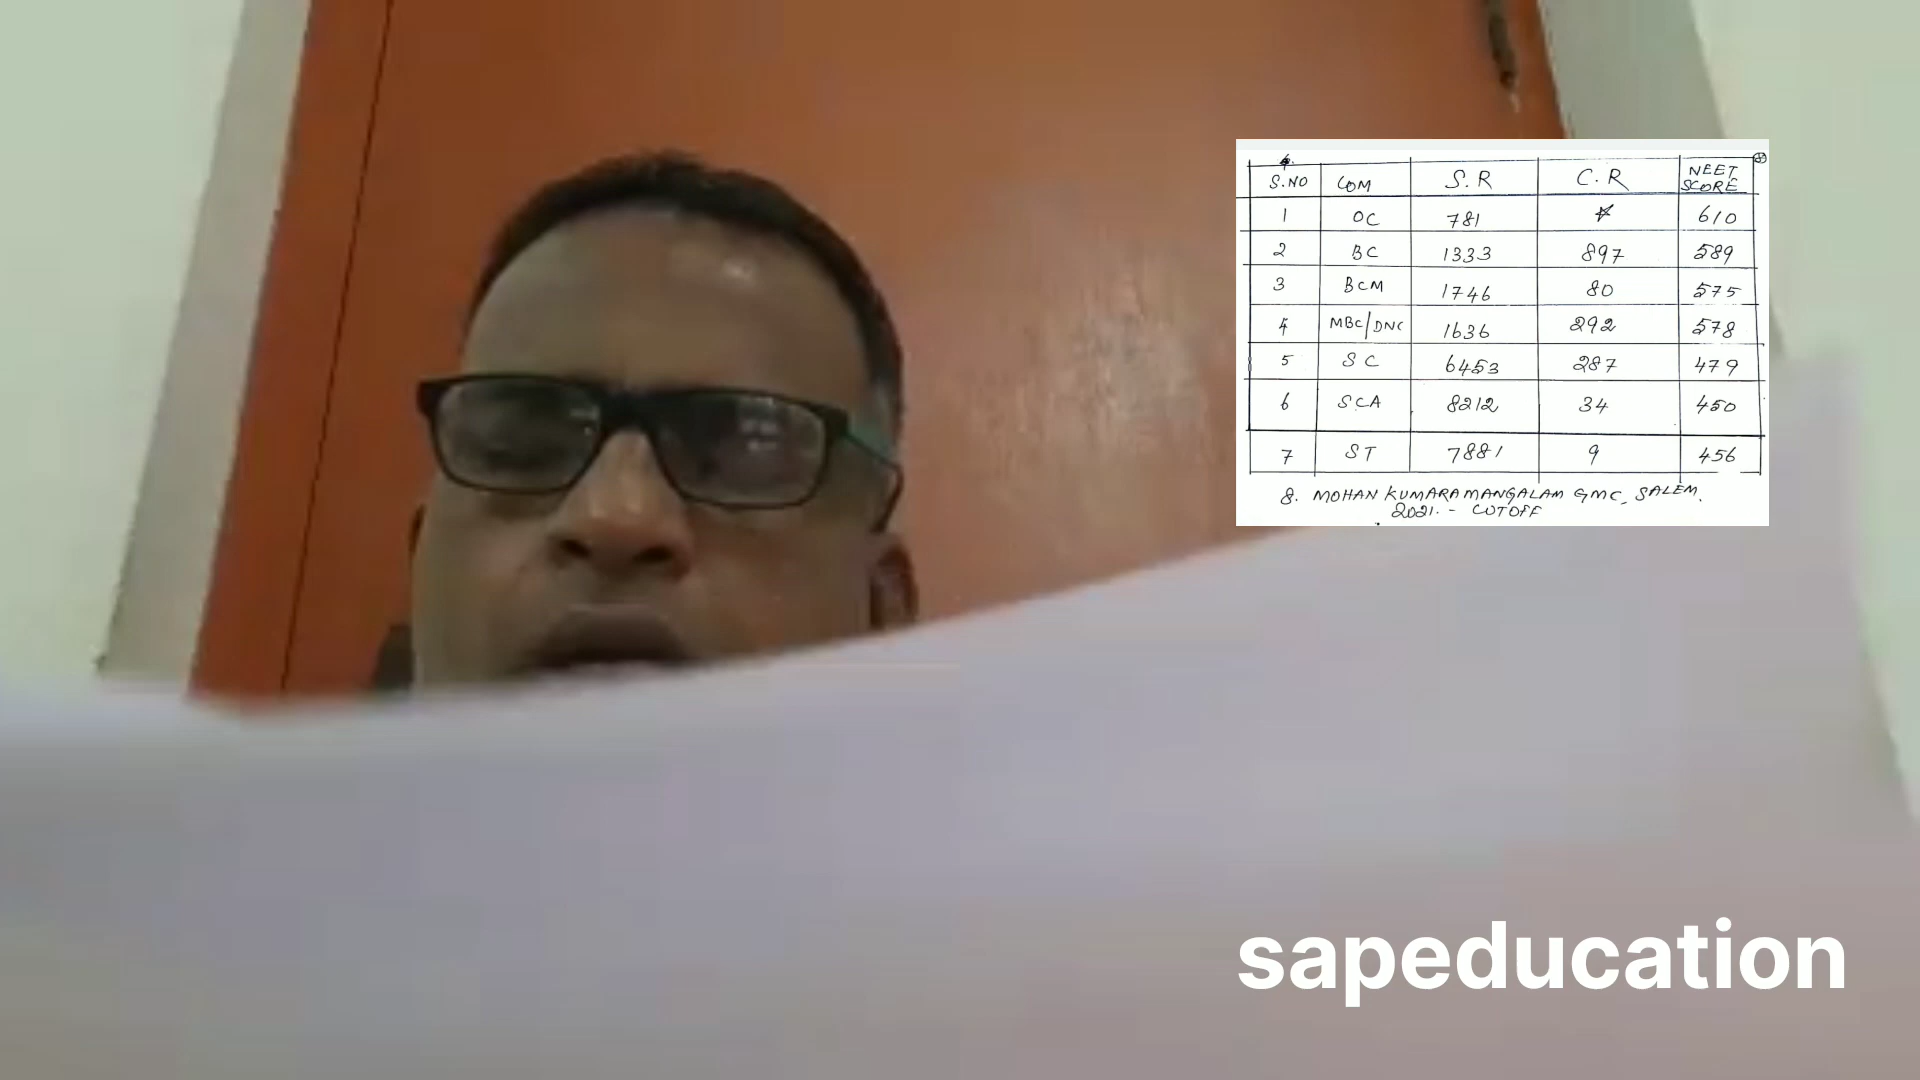 S.NO COM S.R C.R NEET SCORE
1 OC 781 610
2 BC 1333 897 589
3 BCM 1746 80 575
4 MBC/DNC 1636 292 578
5 SC 6453 287 479
6 SCA 8212 34 450
7 ST 7881 9 456
8. MOHAN KUMARAMANGALAM GMC, SALEM.
2021. - CUTOFF
sapeducation